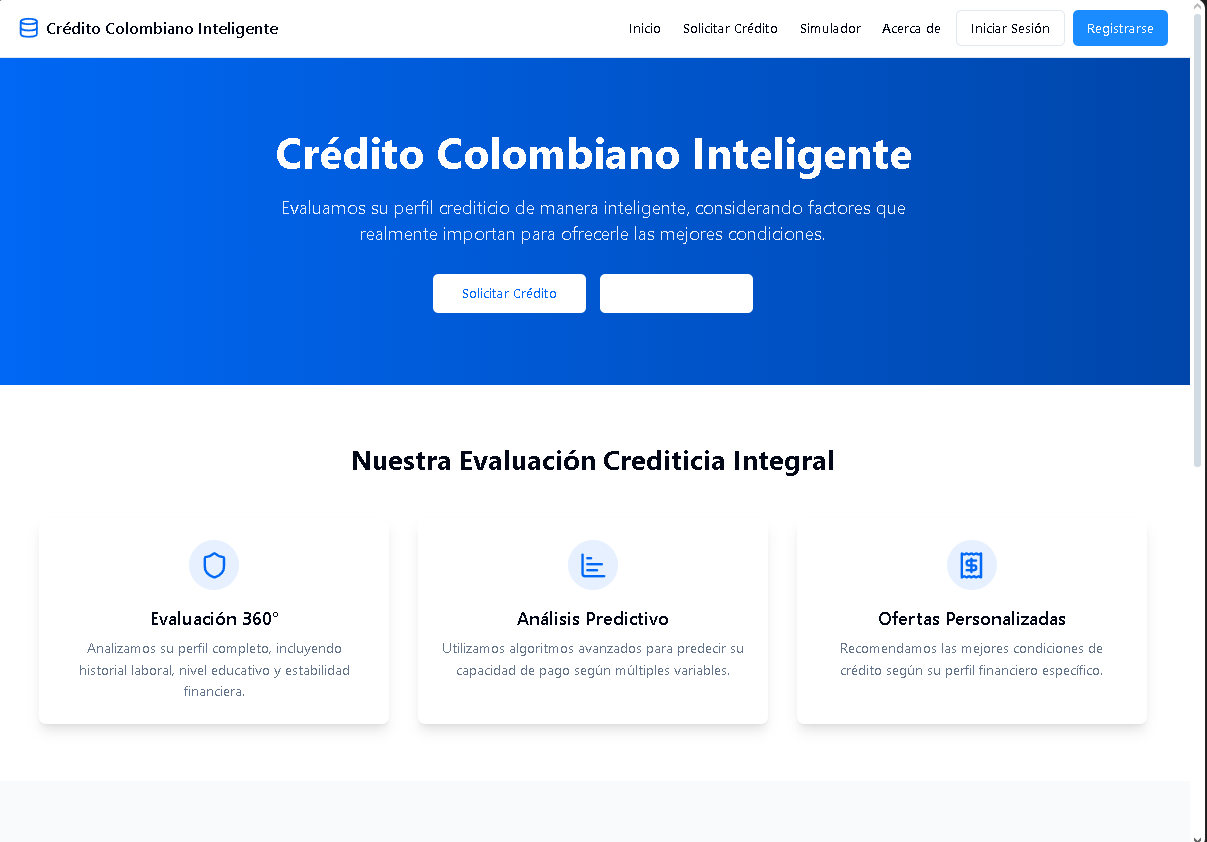 Crédito Colombiano Inteligente
Inicio
Solicitar Crédito
Simulador
Acerca de
Iniciar Sesión
Registrarse
Crédito Colombiano Inteligente
Evaluamos su perfil crediticio de manera inteligente, considerando factores que
realmente importan para ofrecerle las mejores condiciones.
Solicitar Crédito
Nuestra Evaluación Crediticia Integral
Evaluación 360°
Analizamos su perfil completo, incluyendo
historial laboral, nivel educativo y estabilidad
financiera.
Análisis Predictivo
Utilizamos algoritmos avanzados para predecir su
capacidad de pago según múltiples variables.
Ofertas Personalizadas
Recomendamos las mejores condiciones de
crédito según su perfil financiero específico.